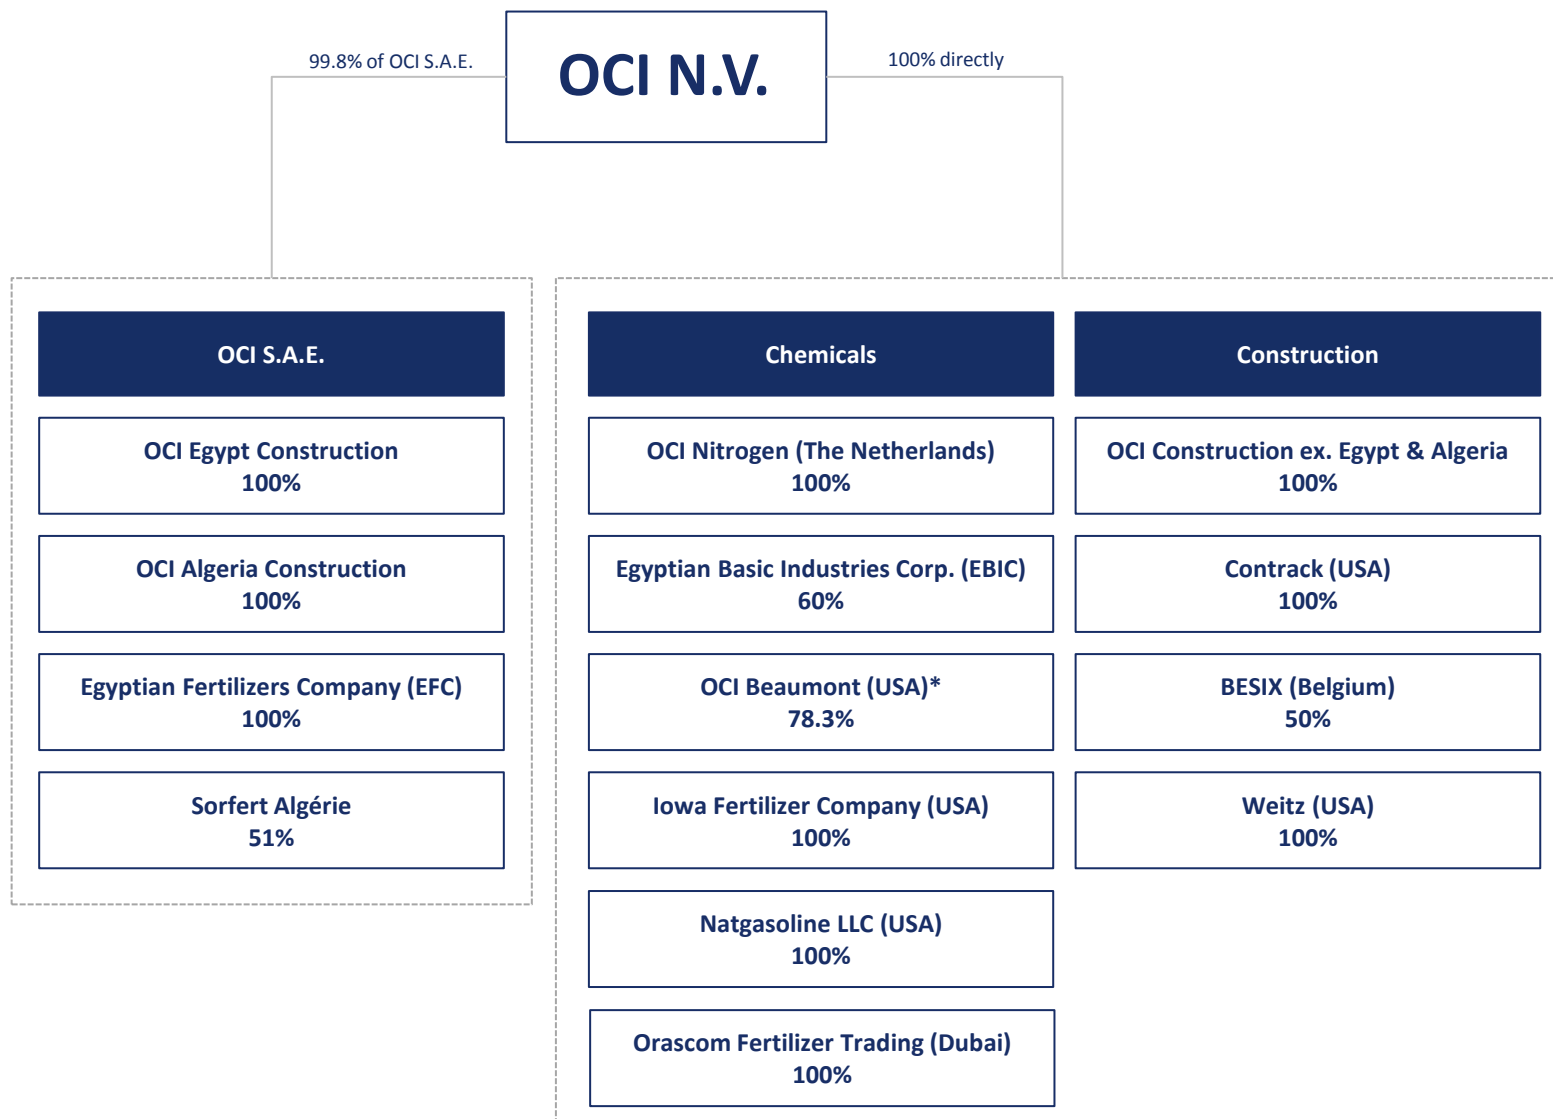 OCI N.V.
99.8% of OCI S.A.E.
100% directly
OCI S.A.E.
OCI Egypt Construction
100%
OCI Algeria Construction
100%
Egyptian Fertilizers Company (EFC)
100%
Sorfert Algérie
51%
Chemicals
OCI Nitrogen (The Netherlands)
100%
Egyptian Basic Industries Corp. (EBIC)
60%
OCI Beaumont (USA)*
78.3%
Iowa Fertilizer Company (USA)
100%
Natgasoline LLC (USA)
100%
Orascom Fertilizer Trading (Dubai)
100%
Construction
OCI Construction ex. Egypt & Algeria
100%
Contrack (USA)
100%
BESIX (Belgium)
50%
Weitz (USA)
100%